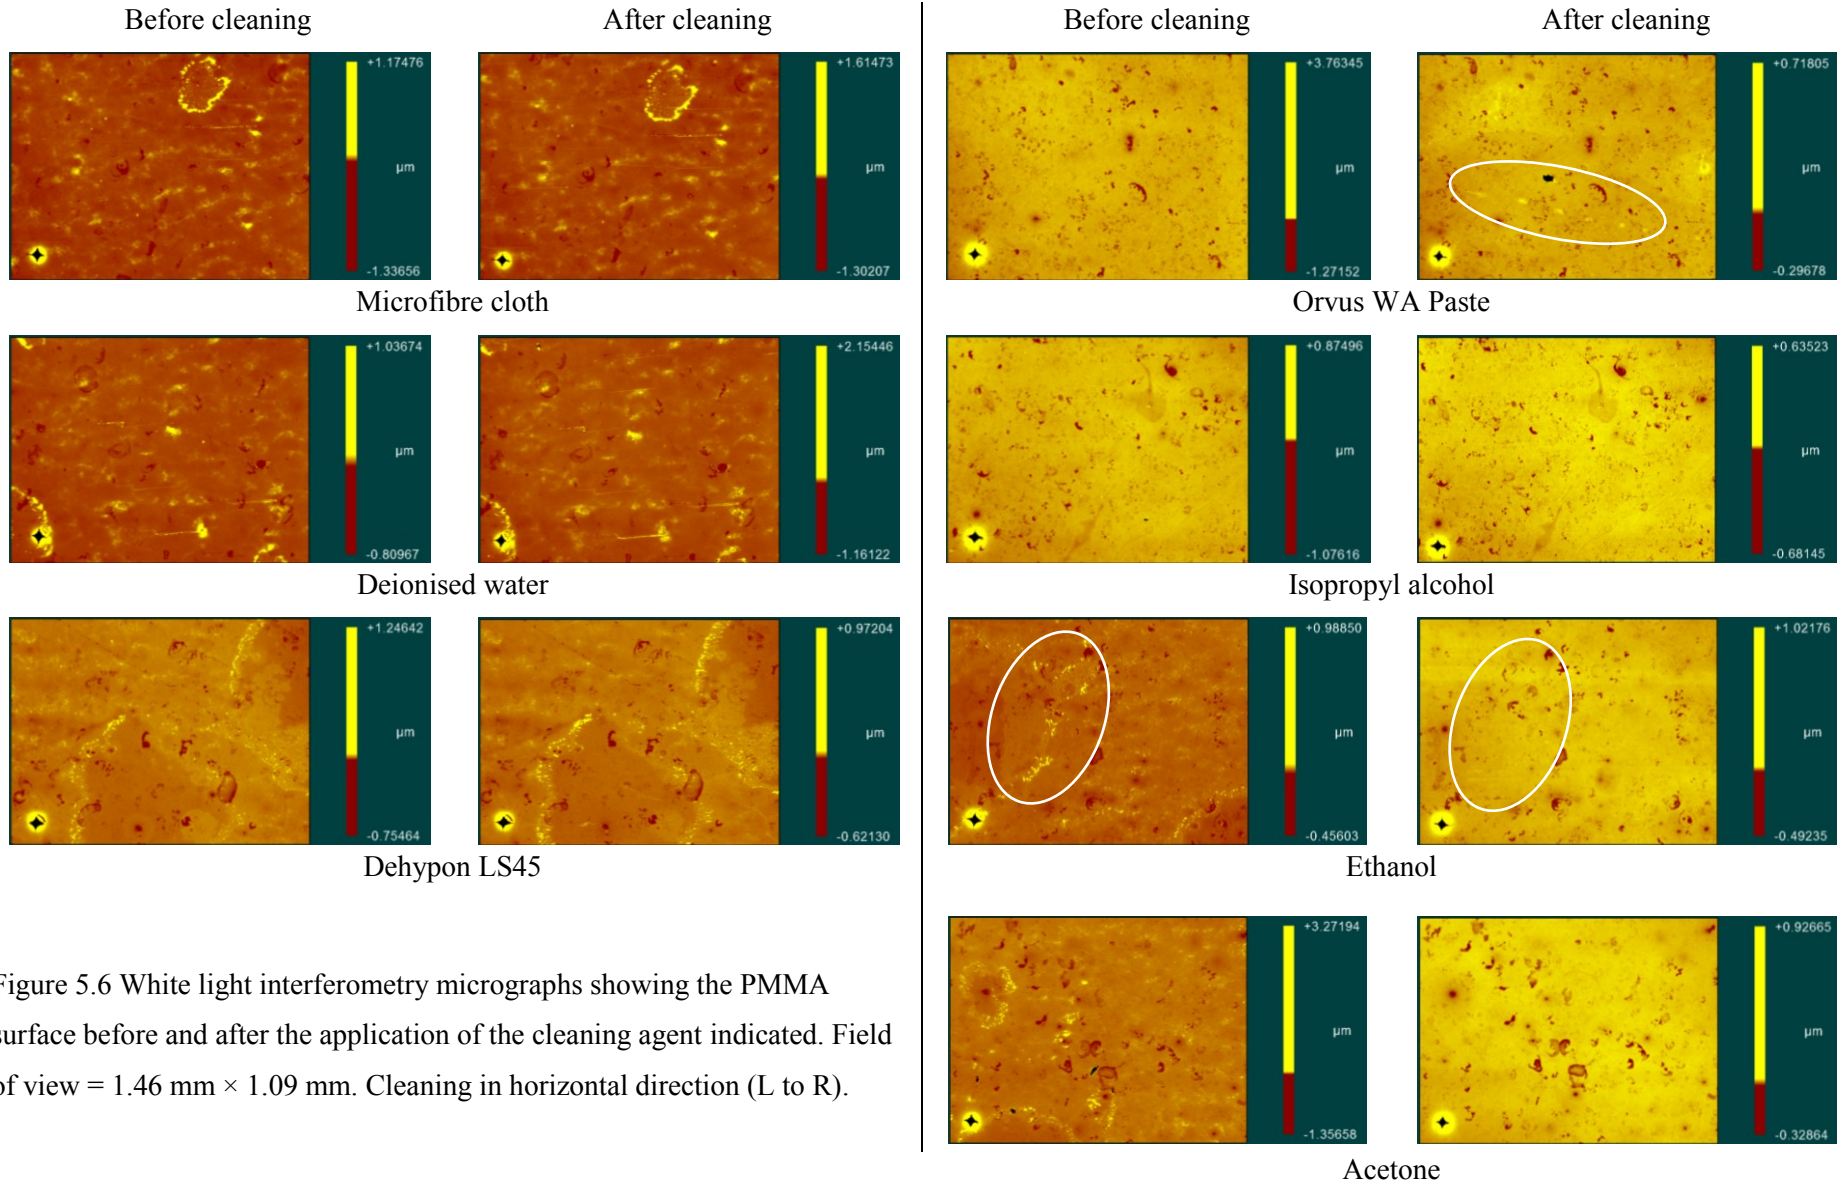 Before cleaning
After cleaning
+1.17476
µm
-1.33656
+1.61473
µm
-1.30207
Microfibre cloth
+1.03674
µm
-0.80967
+2.15446
µm
-1.16122
Deionised water
+1.24642
µm
-0.75464
+0.97204
µm
-0.62130
Dehypon LS45
Figure 5.6 White light interferometry micrographs showing the PMMA
surface before and after the application of the cleaning agent indicated. Field
of view = 1.46 mm × 1.09 mm. Cleaning in horizontal direction (L to R).
Before cleaning
After cleaning
+3.76345
µm
-1.27152
+0.71805
µm
-0.29678
Orvus WA Paste
+0.87496
µm
-1.07616
+0.63523
µm
-0.68145
Isopropyl alcohol
+0.98850
µm
-0.45603
+1.02176
µm
-0.49235
Ethanol
+3.27194
µm
-1.35658
+0.92665
µm
-0.32864
Acetone